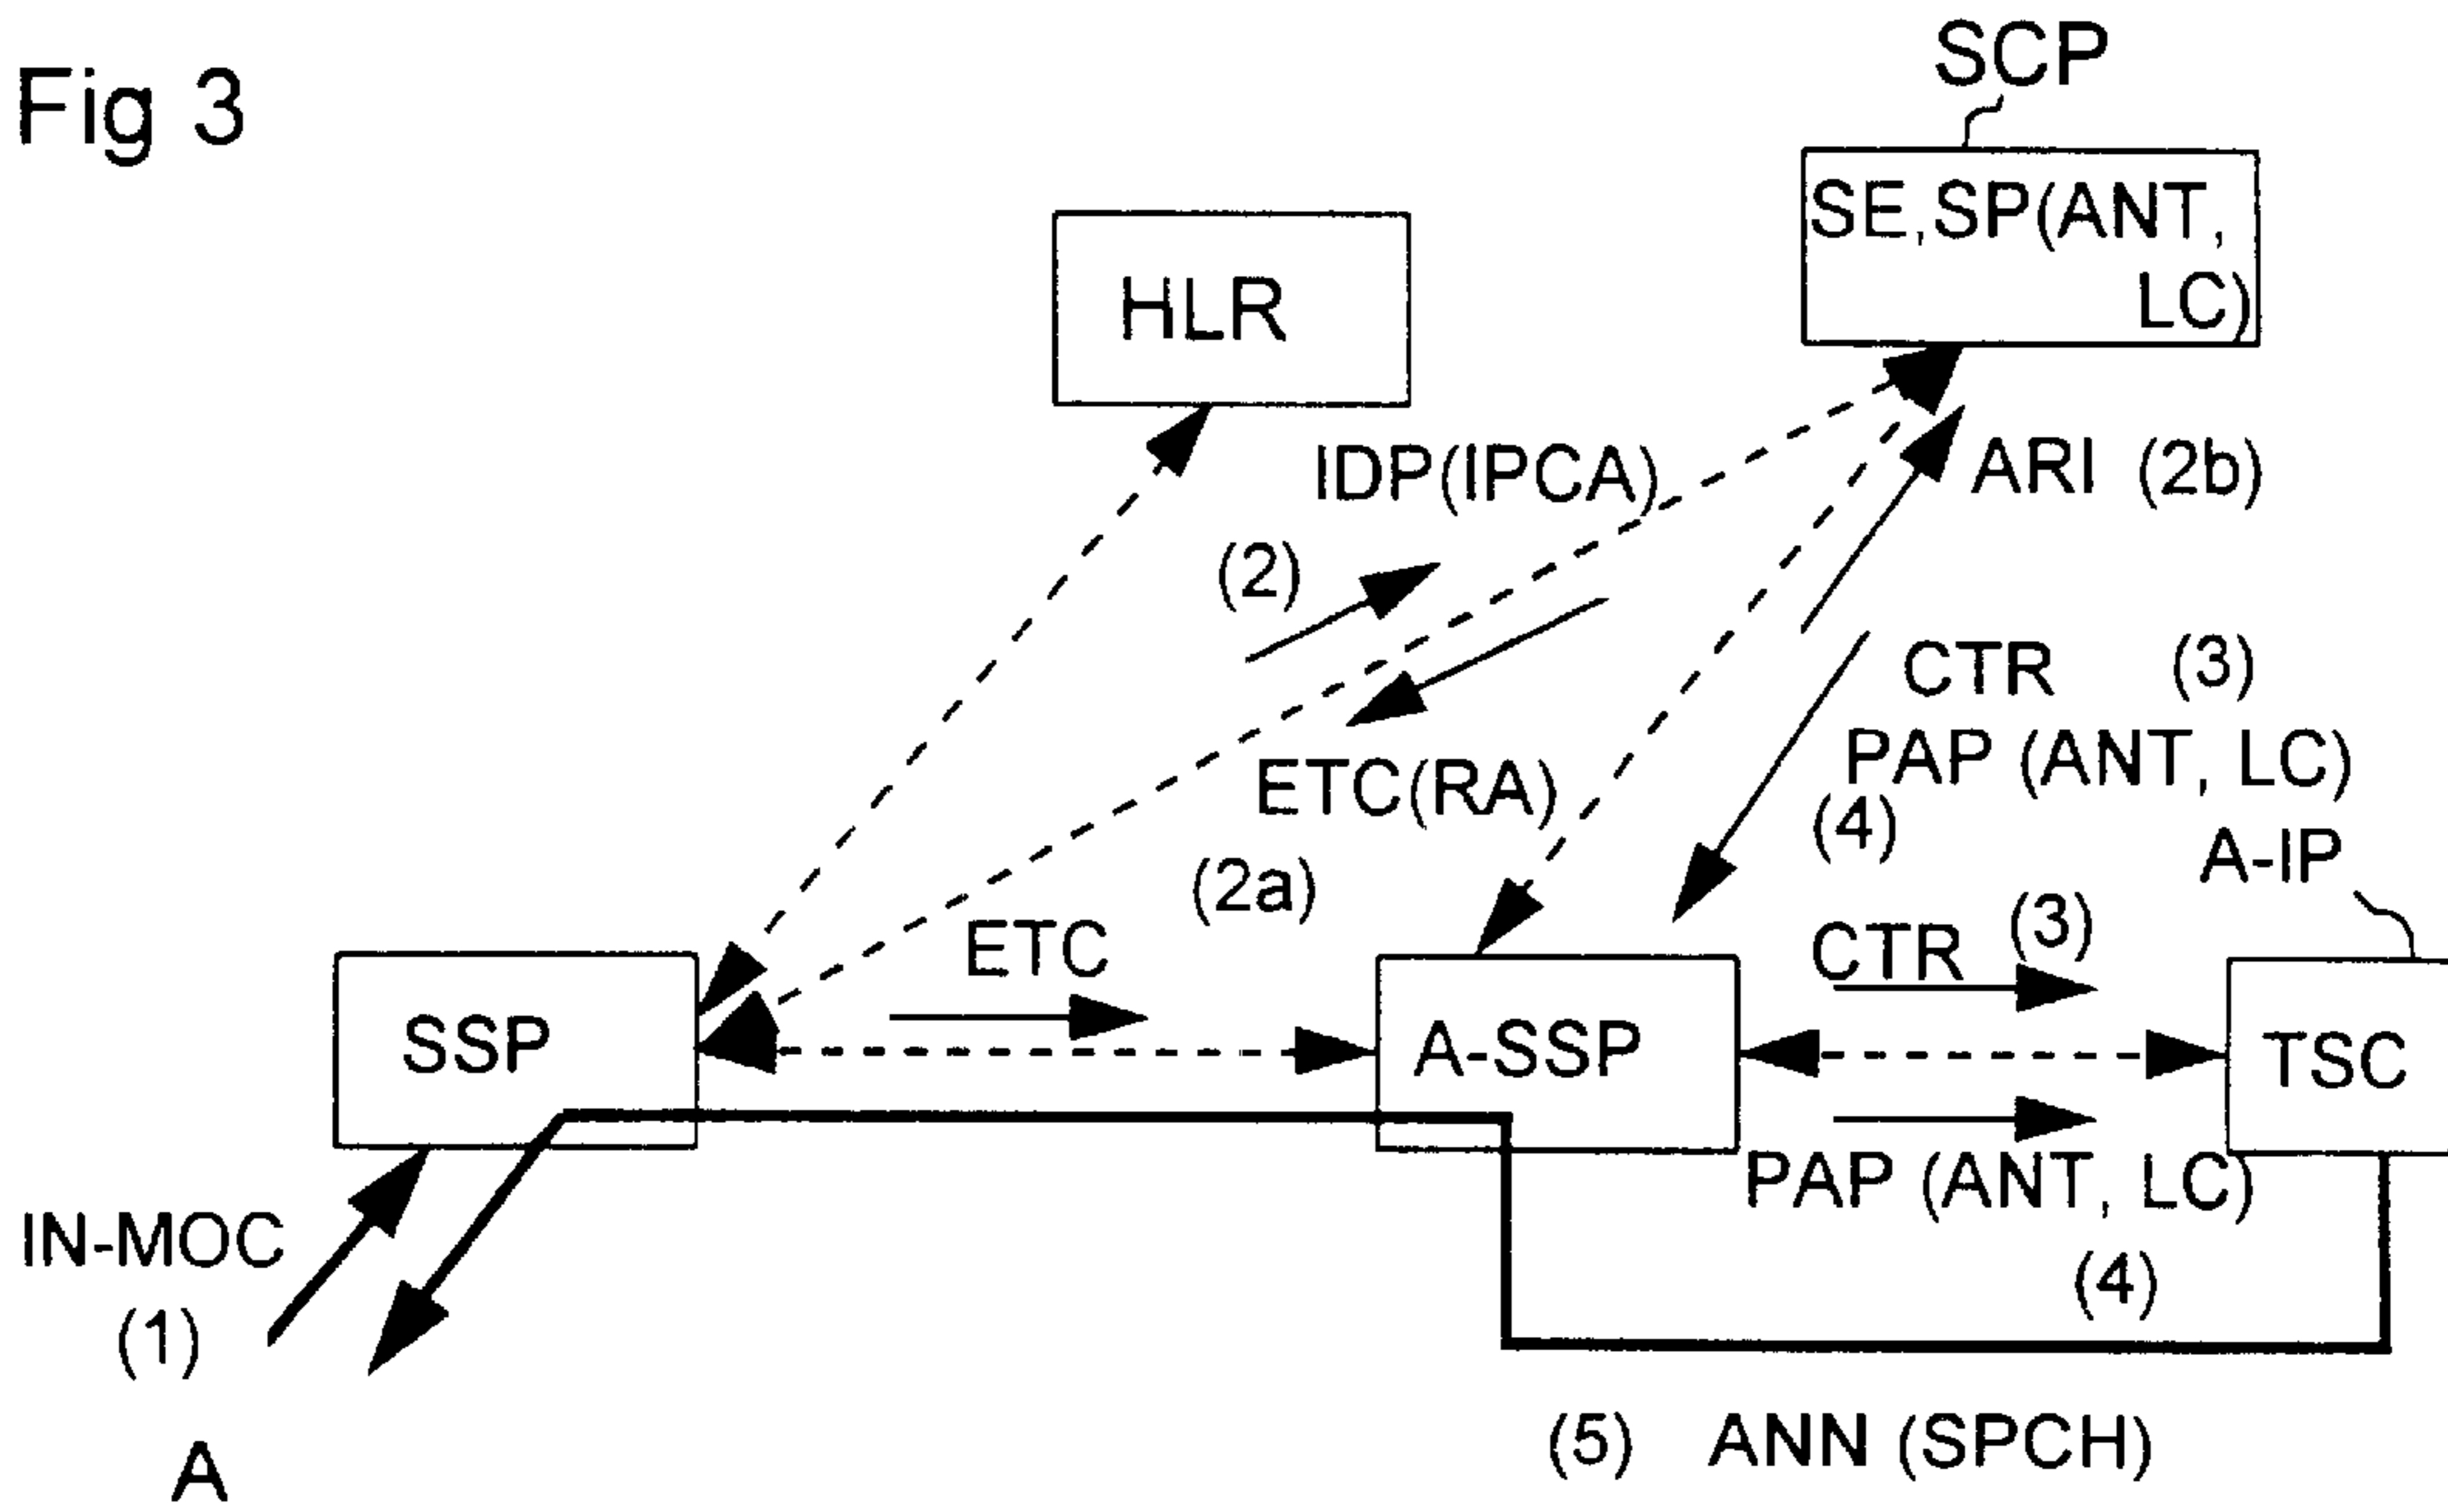 Fig 3
SCP
SE,SP(ANT,
LC)
HLR
IDP(IPCA)
ARI (2b)
(2)
CTR (3)
PAP (ANT, LC)
(4)
ETC(RA)
(2a)
A-IP
ETC
CTR (3)
SSP
A-SSP
TSC
PAP (ANT, LC)
(4)
IN-MOC
(1)
A
(5) ANN (SPCH)